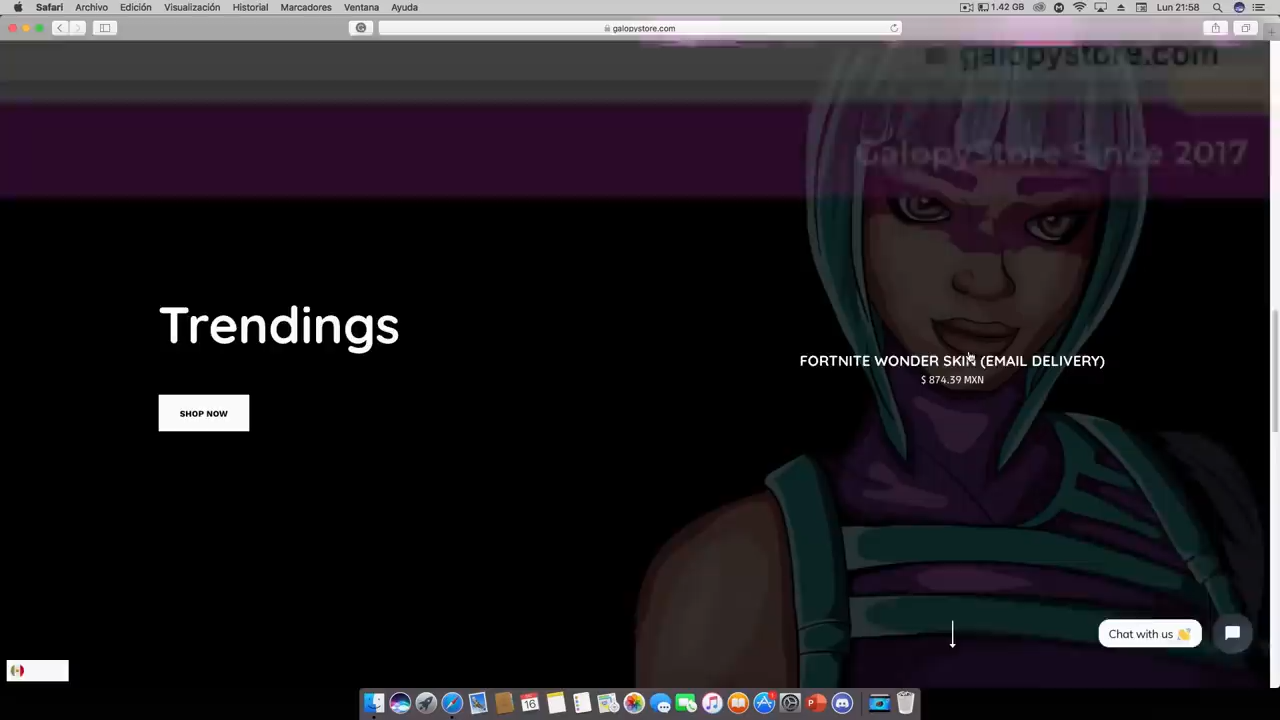 Safari Archivo Edición Visualización Historial Marcadores Ventana Ayuda 1.42 GB Lun 21:58
galopystore.com
galopystore.com
GalopyStore Since 2017
Trendings
FORTNITE WONDER SKIN (EMAIL DELIVERY)
$ 874.39 MXN
SHOP NOW
Chat with us 👋
16